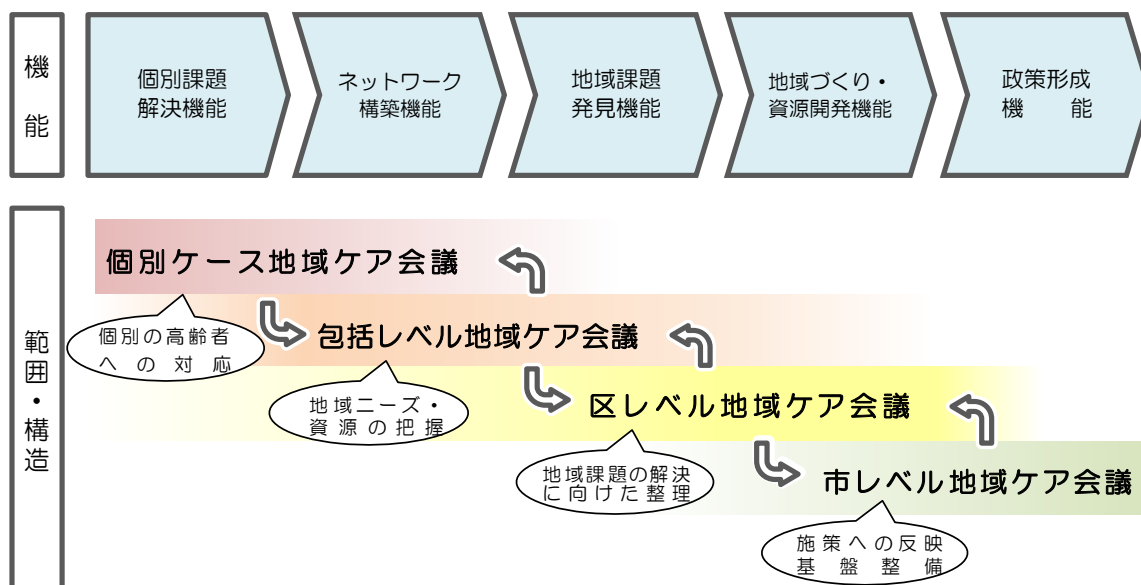 機能
個別課題
解決機能
ネットワーク
構築機能
地域課題
発見機能
地域づくり・
資源開発機能
政策形成
機能
範囲・構造
個別ケース地域ケア会議
個別の高齢者
への対応
包括レベル地域ケア会議
地域ニーズ・
資源の把握
区レベル地域ケア会議
地域課題の解決
に向けた整理
市レベル地域ケア会議
施策への反映
基盤整備